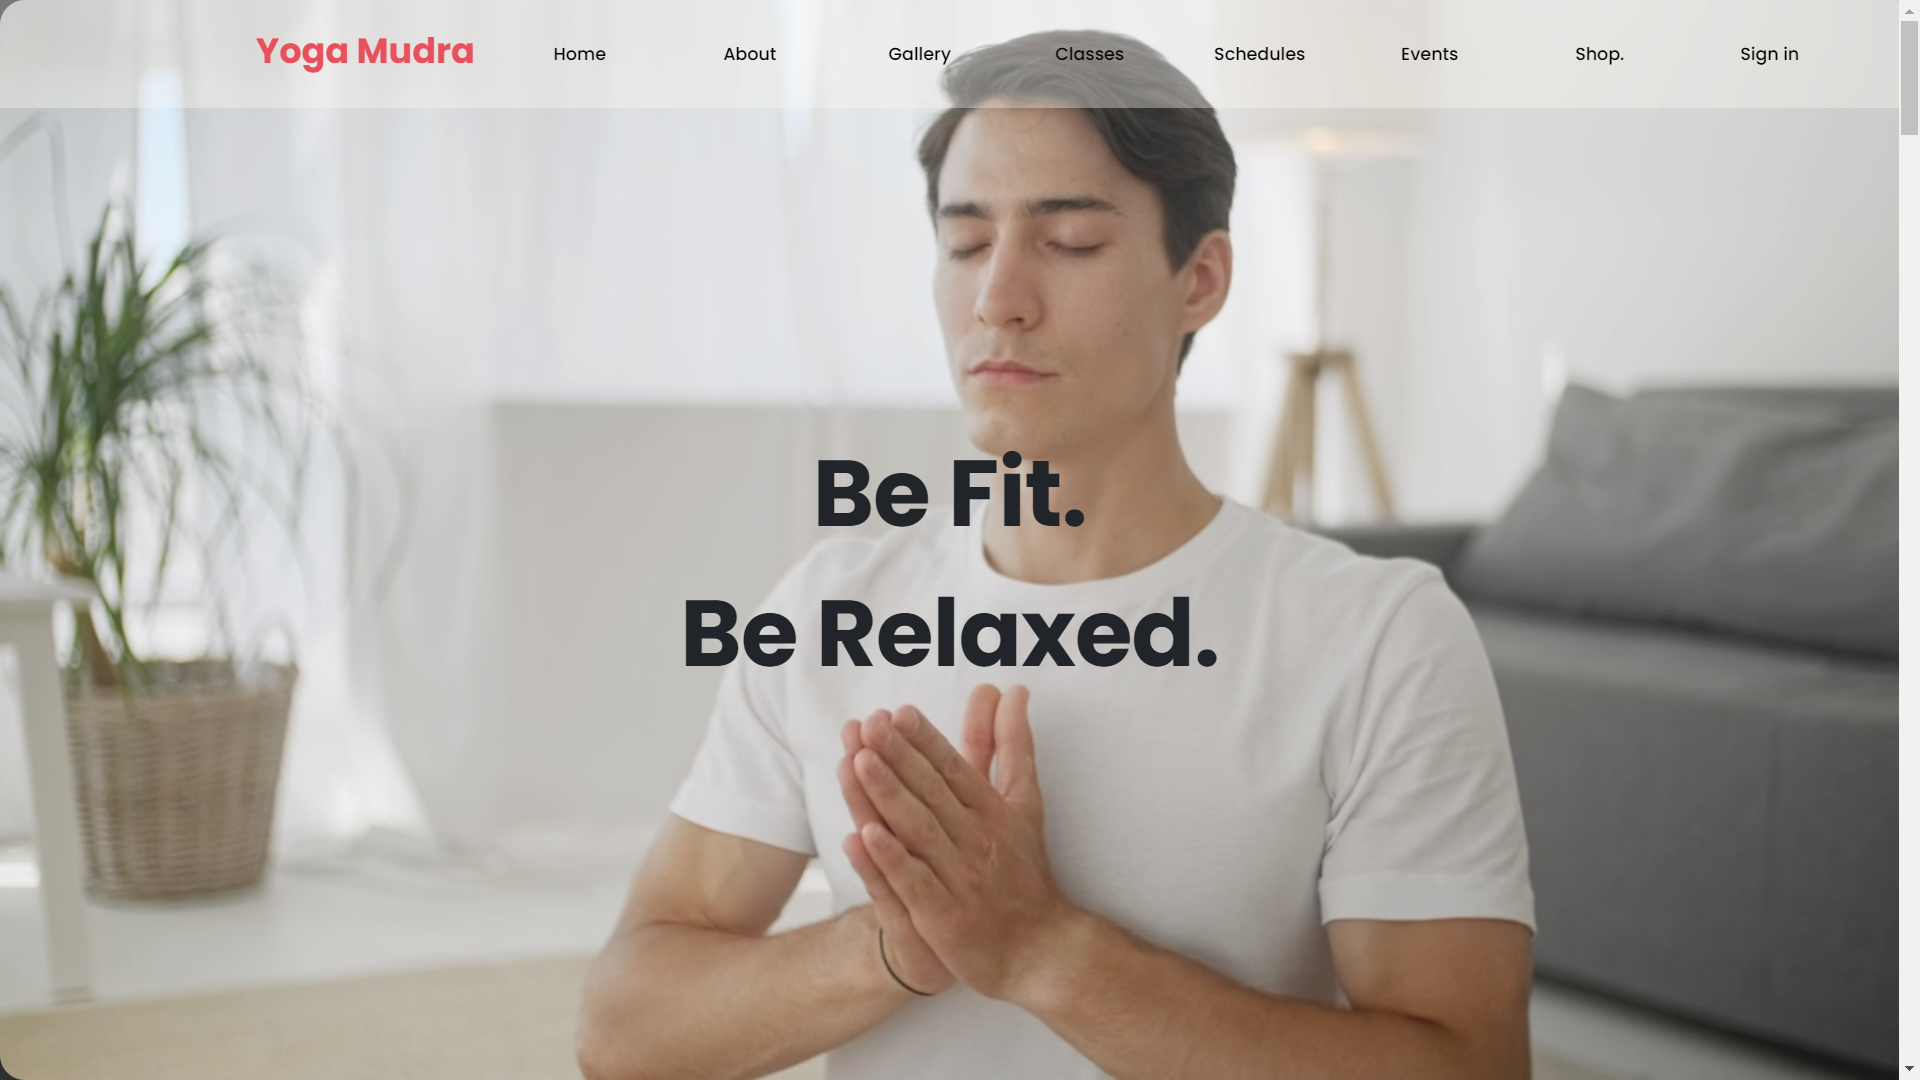 Yoga Mudra Home About Gallery Classes Schedules Events Shop. Sign in
Be Fit.
Be Relaxed.